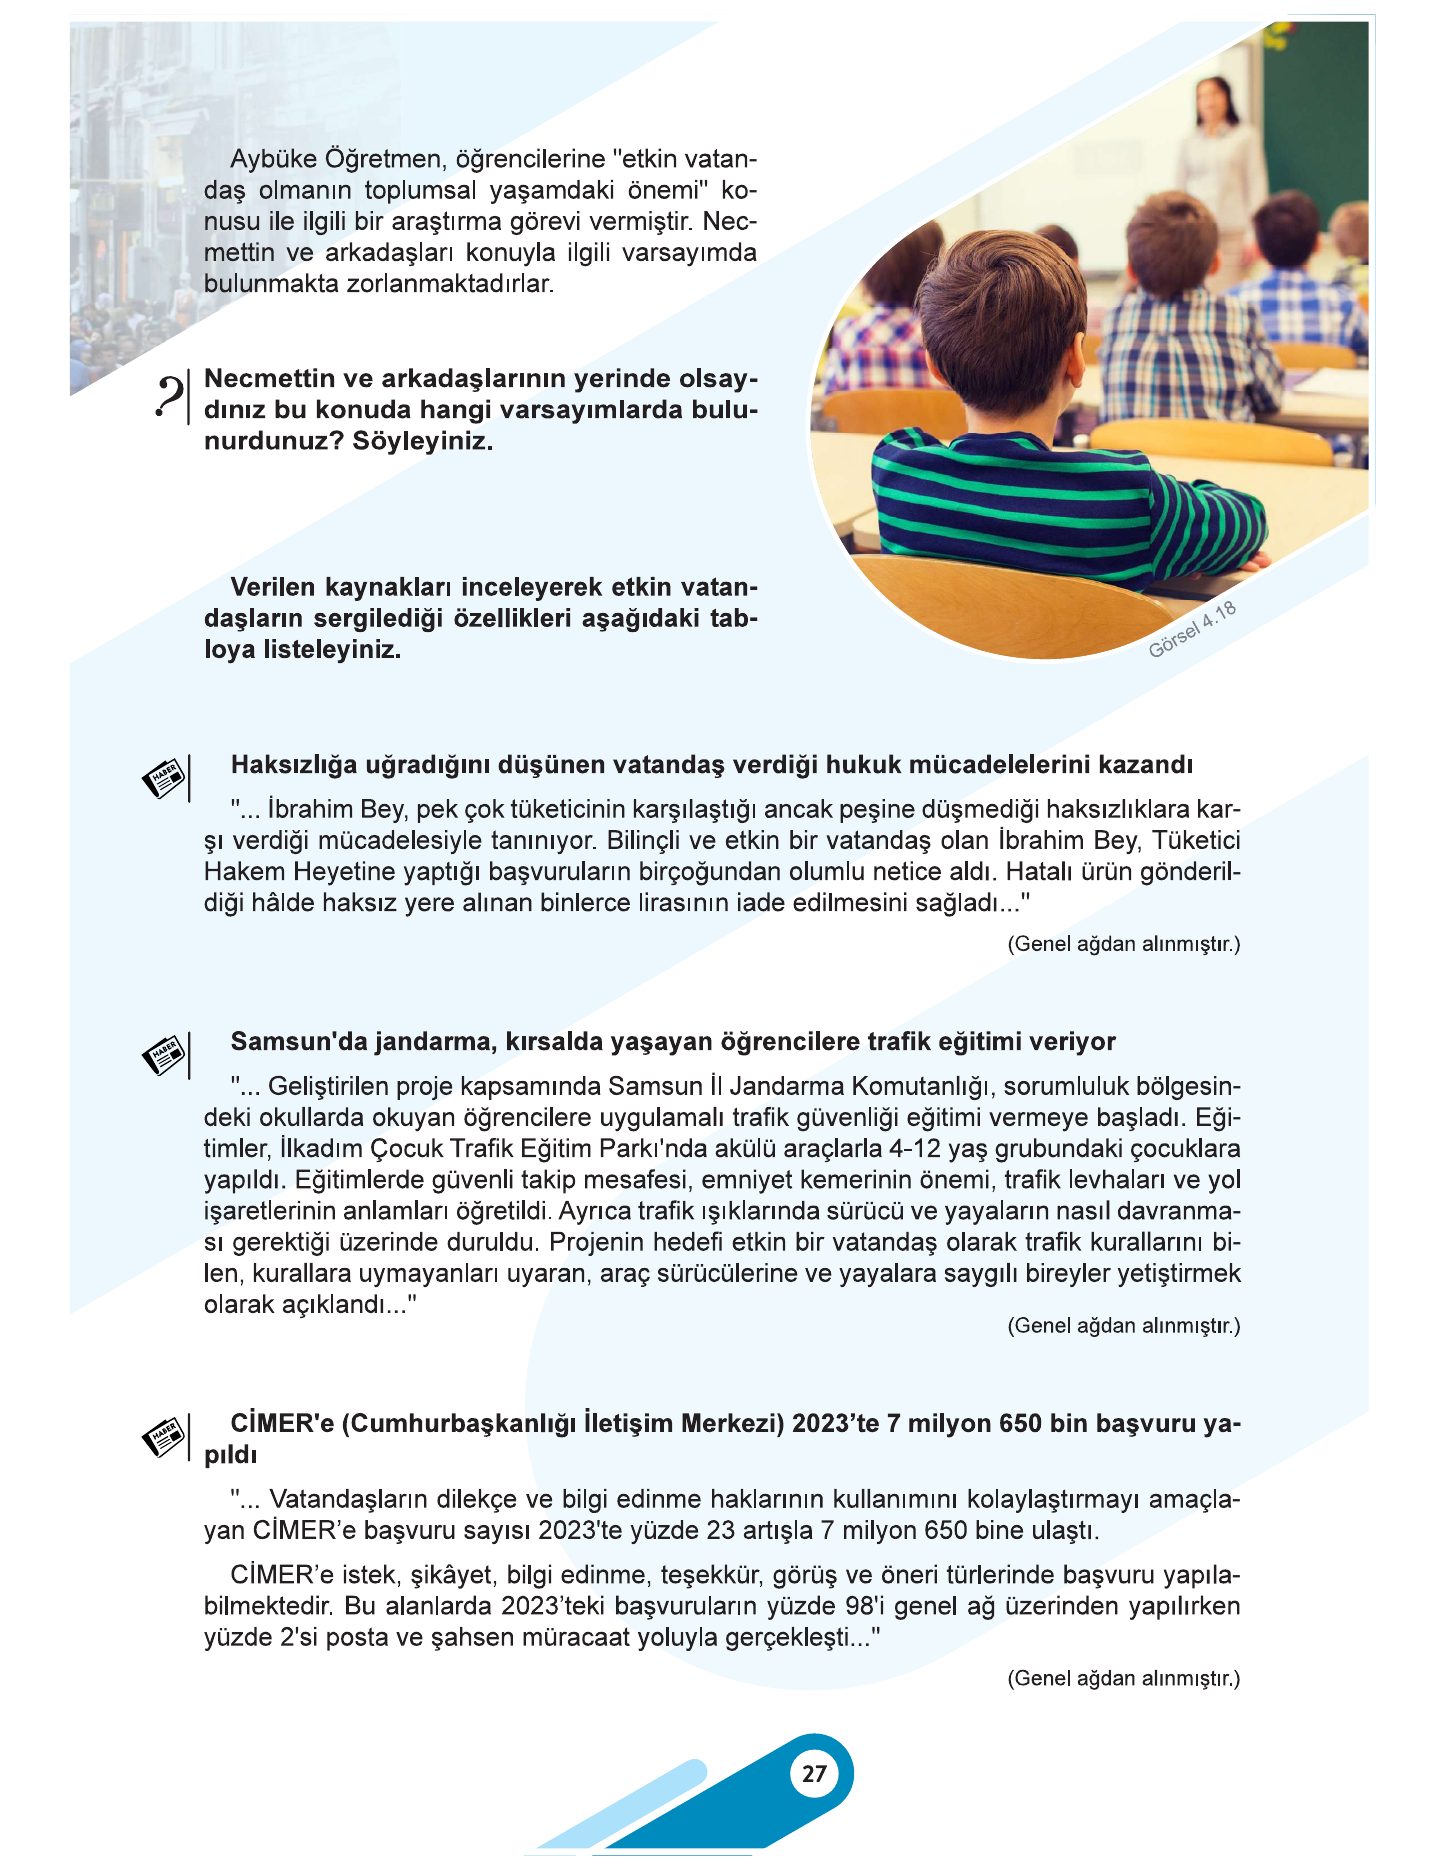 Aybüke Öğretmen, öğrencilerine "etkin vatan-
daş olmanın toplumsal yaşamdaki önemi" ko-
nusu ile ilgili bir araştırma görevi vermiştir. Nec-
mettin ve arkadaşları konuyla ilgili varsayımda
bulunmakta zorlanmaktadırlar.
? Necmettin ve arkadaşlarının yerinde olsay-
dınız bu konuda hangi varsayımlarda bulu-
nurdunuz? Söyleyiniz.
Verilen kaynakları inceleyerek etkin vatan-
daşların sergilediği özellikleri aşağıdaki tab-
loya listeleyiniz.
Görsel 4.18
HABER
Haksızlığa uğradığını düşünen vatandaş verdiği hukuk mücadelelerini kazandı
"... İbrahim Bey, pek çok tüketicinin karşılaştığı ancak peşine düşmediği haksızlıklara kar-
şı verdiği mücadelesiyle tanınıyor. Bilinçli ve etkin bir vatandaş olan İbrahim Bey, Tüketici
Hakem Heyetine yaptığı başvuruların birçoğundan olumlu netice aldı. Hatalı ürün gönderil-
diği hâlde haksız yere alınan binlerce lirasının iade edilmesini sağladı..."
(Genel ağdan alınmıştır.)
HABER
Samsun'da jandarma, kırsalda yaşayan öğrencilere trafik eğitimi veriyor
"... Geliştirilen proje kapsamında Samsun İl Jandarma Komutanlığı, sorumluluk bölgesin-
deki okullarda okuyan öğrencilere uygulamalı trafik güvenliği eğitimi vermeye başladı. Eği-
timler, İlkadım Çocuk Trafik Eğitim Parkı'nda akülü araçlarla 4-12 yaş grubundaki çocuklara
yapıldı. Eğitimlerde güvenli takip mesafesi, emniyet kemerinin önemi, trafik levhaları ve yol
işaretlerinin anlamları öğretildi. Ayrıca trafik ışıklarında sürücü ve yayaların nasıl davranma-
sı gerektiği üzerinde duruldu. Projenin hedefi etkin bir vatandaş olarak trafik kurallarını bi-
len, kurallara uymayanları uyaran, araç sürücülerine ve yayalara saygılı bireyler yetiştirmek
olarak açıklandı..."
(Genel ağdan alınmıştır.)
HABER
CİMER'e (Cumhurbaşkanlığı İletişim Merkezi) 2023’te 7 milyon 650 bin başvuru ya-
pıldı
"... Vatandaşların dilekçe ve bilgi edinme haklarının kullanımını kolaylaştırmayı amaçla-
yan CİMER’e başvuru sayısı 2023'te yüzde 23 artışla 7 milyon 650 bine ulaştı.
CİMER’e istek, şikâyet, bilgi edinme, teşekkür, görüş ve öneri türlerinde başvuru yapıla-
bilmektedir. Bu alanlarda 2023’teki başvuruların yüzde 98'i genel ağ üzerinden yapılırken
yüzde 2'si posta ve şahsen müracaat yoluyla gerçekleşti..."
(Genel ağdan alınmıştır.)
27